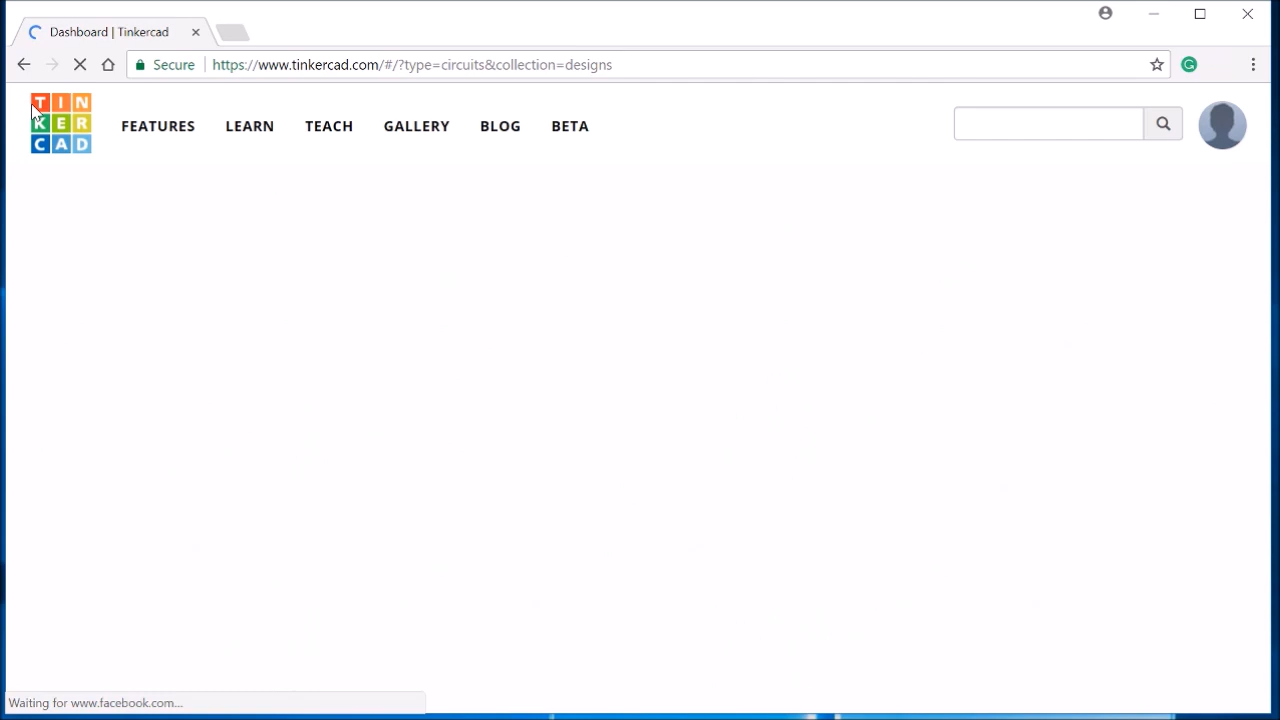 Dashboard | Tinkercad
Secure https://www.tinkercad.com/#/?type=circuits&collection=designs
TIN
KER
CAD
FEATURES LEARN TEACH GALLERY BLOG BETA
Waiting for www.facebook.com...